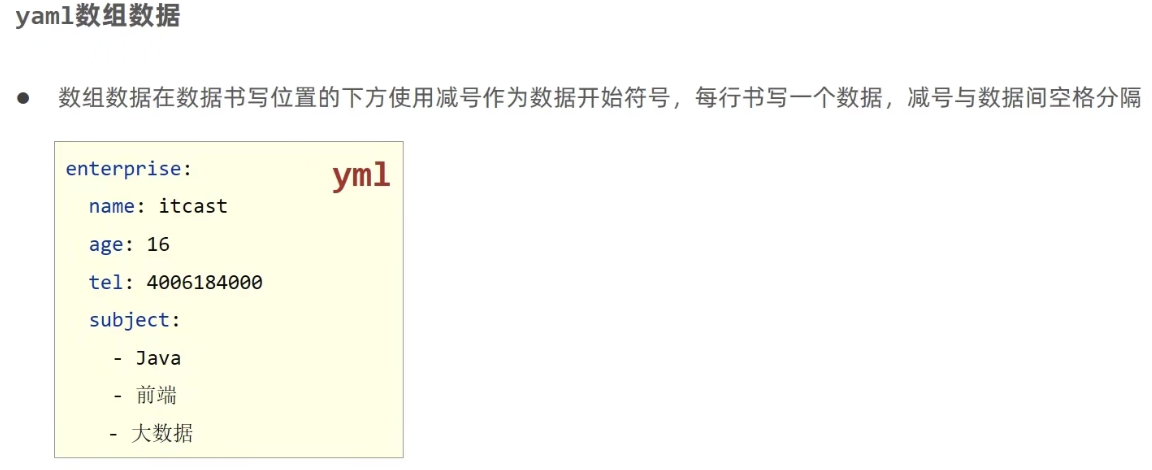 yaml数组数据
● 数组数据在数据书写位置的下方使用减号作为数据开始符号，每行书写一个数据，减号与数据间空格分隔
yml
enterprise:
  name: itcast
  age: 16
  tel: 4006184000
  subject:
    - Java
    - 前端
    - 大数据